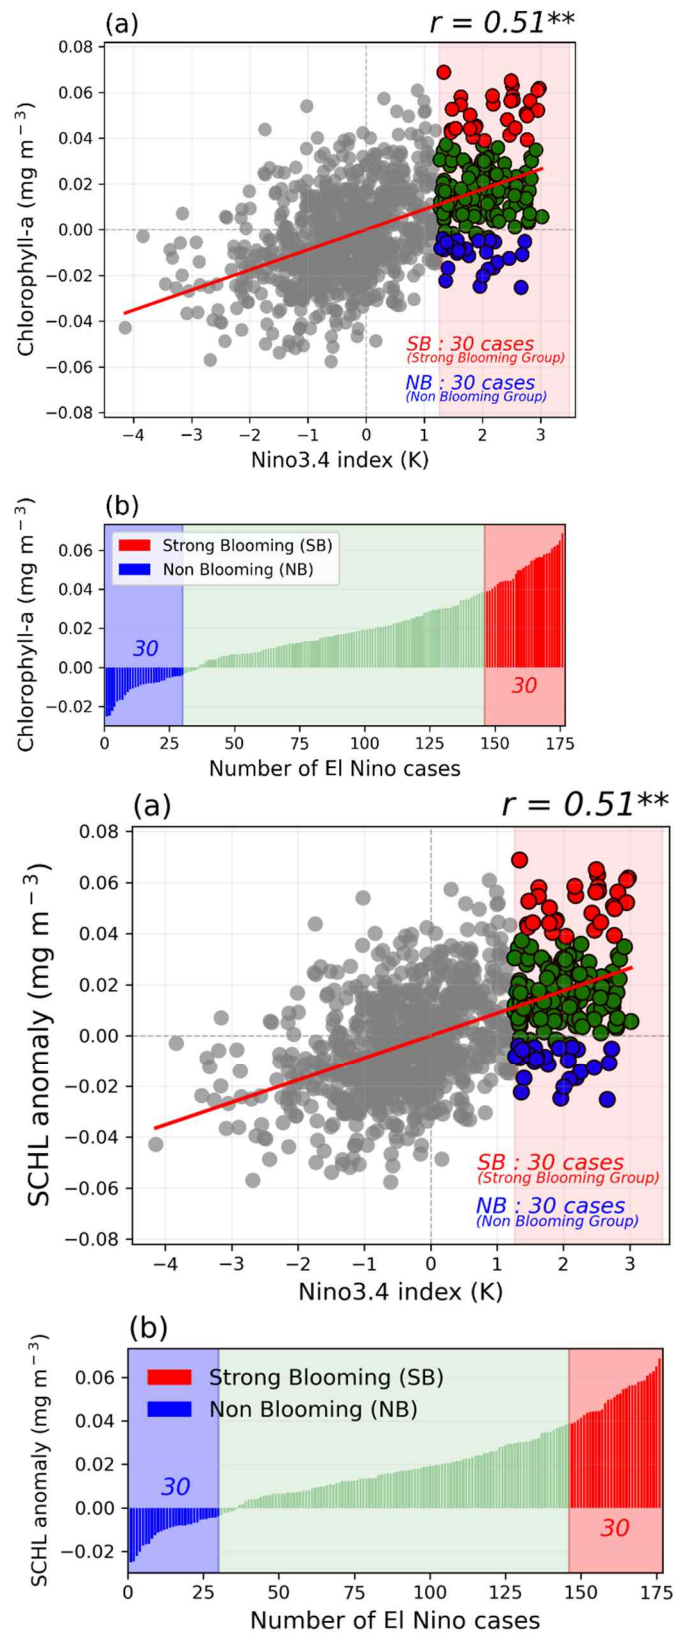 (a)
r = 0.51**
Chlorophyll-a (mg m⁻³)
0.08
0.06
0.04
0.02
0.00
−0.02
−0.04
−0.06
−0.08
SB : 30 cases
(Strong Blooming Group)
NB : 30 cases
(Non Blooming Group)
−4 −3 −2 −1 0 1 2 3
Nino3.4 index (K)
(b)
Chlorophyll-a (mg m⁻³)
0.06
0.04
0.02
0.00
−0.02
Strong Blooming (SB)
Non Blooming (NB)
30
30
0 25 50 75 100 125 150 175
Number of El Nino cases
(a)
r = 0.51**
SCHL anomaly (mg m⁻³)
0.08
0.06
0.04
0.02
0.00
−0.02
−0.04
−0.06
−0.08
SB : 30 cases
(Strong Blooming Group)
NB : 30 cases
(Non Blooming Group)
−4 −3 −2 −1 0 1 2 3
Nino3.4 index (K)
(b)
SCHL anomaly (mg m⁻³)
0.06
0.04
0.02
0.00
−0.02
Strong Blooming (SB)
Non Blooming (NB)
30
30
0 25 50 75 100 125 150 175
Number of El Nino cases